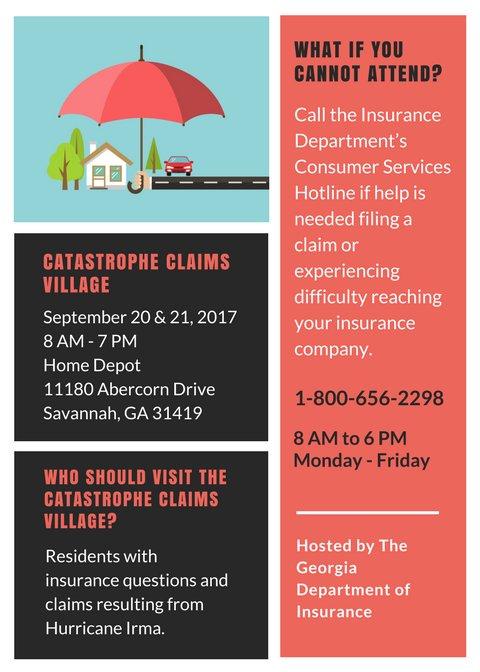 CATASTROPHE CLAIMS
VILLAGE
September 20 & 21, 2017
8 AM - 7 PM
Home Depot
11180 Abercorn Drive
Savannah, GA 31419
WHO SHOULD VISIT THE
CATASTROPHE CLAIMS
VILLAGE?
Residents with
insurance questions and
claims resulting from
Hurricane Irma.
WHAT IF YOU
CANNOT ATTEND?
Call the Insurance
Department's
Consumer Services
Hotline if help is
needed filing a
claim or
experiencing
difficulty reaching
your insurance
company.
1-800-656-2298
8 AM to 6 PM
Monday - Friday
Hosted by The
Georgia
Department of
Insurance